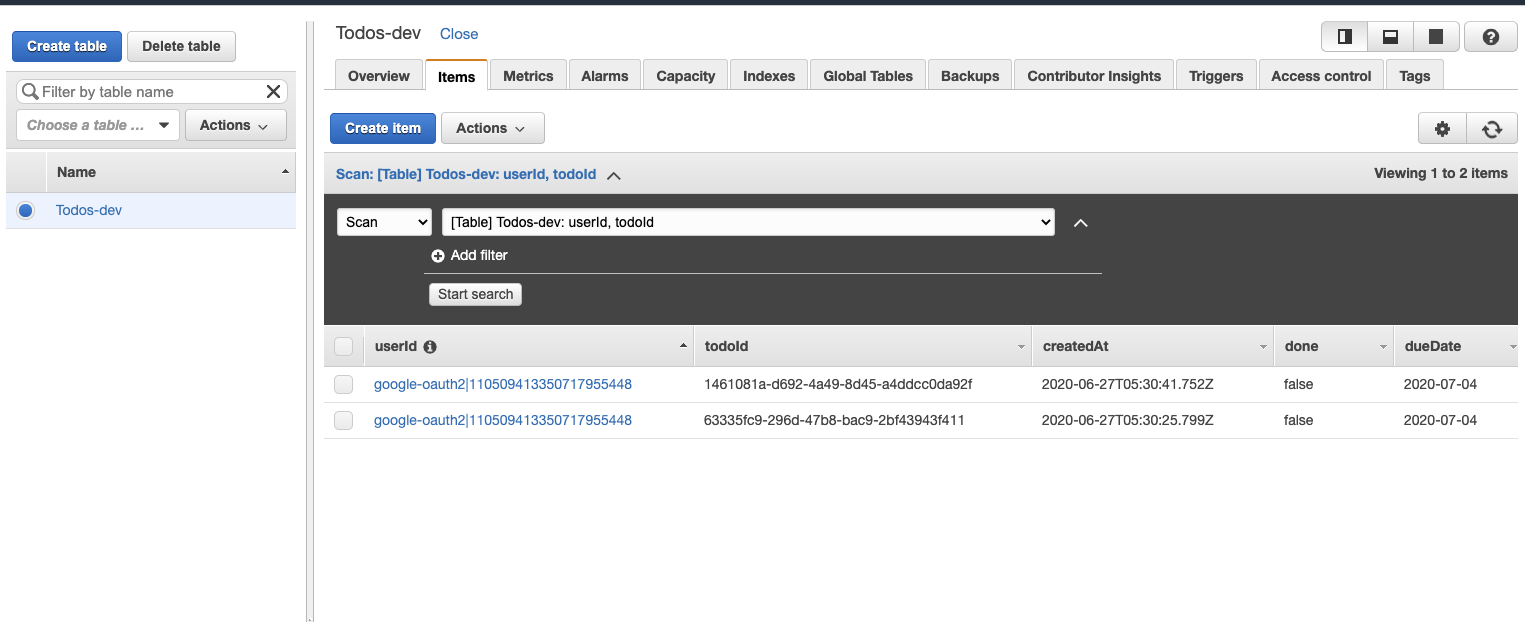 Create table Delete table
Filter by table name
Choose a table ... Actions
Name
Todos-dev
Todos-dev Close
Overview Items Metrics Alarms Capacity Indexes Global Tables Backups Contributor Insights Triggers Access control Tags
Create item Actions
Scan: [Table] Todos-dev: userId, todoId Viewing 1 to 2 items
Scan [Table] Todos-dev: userId, todoId
Add filter
Start search
userId todoId createdAt done dueDate
google-oauth2|110509413350717955448 1461081a-d692-4a49-8d45-a4ddcc0da92f 2020-06-27T05:30:41.752Z false 2020-07-04
google-oauth2|110509413350717955448 63335fc9-296d-47b8-bac9-2bf43943f411 2020-06-27T05:30:25.799Z false 2020-07-04